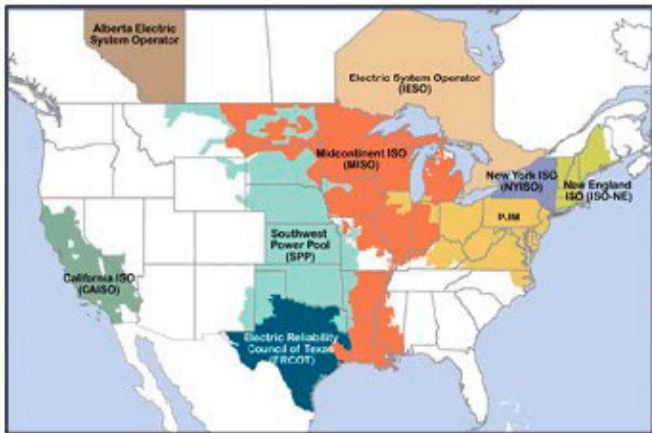 Alberta Electric
System Operator
Electric System Operator
(IESO)
Midcontinent ISO
(MISO)
New York ISO
(NYISO)
New England
ISO (ISO-NE)
PJM
Southwest
Power Pool
(SPP)
California ISO
(CAISO)
Electric Reliability
Council of Texas
(ERCOT)